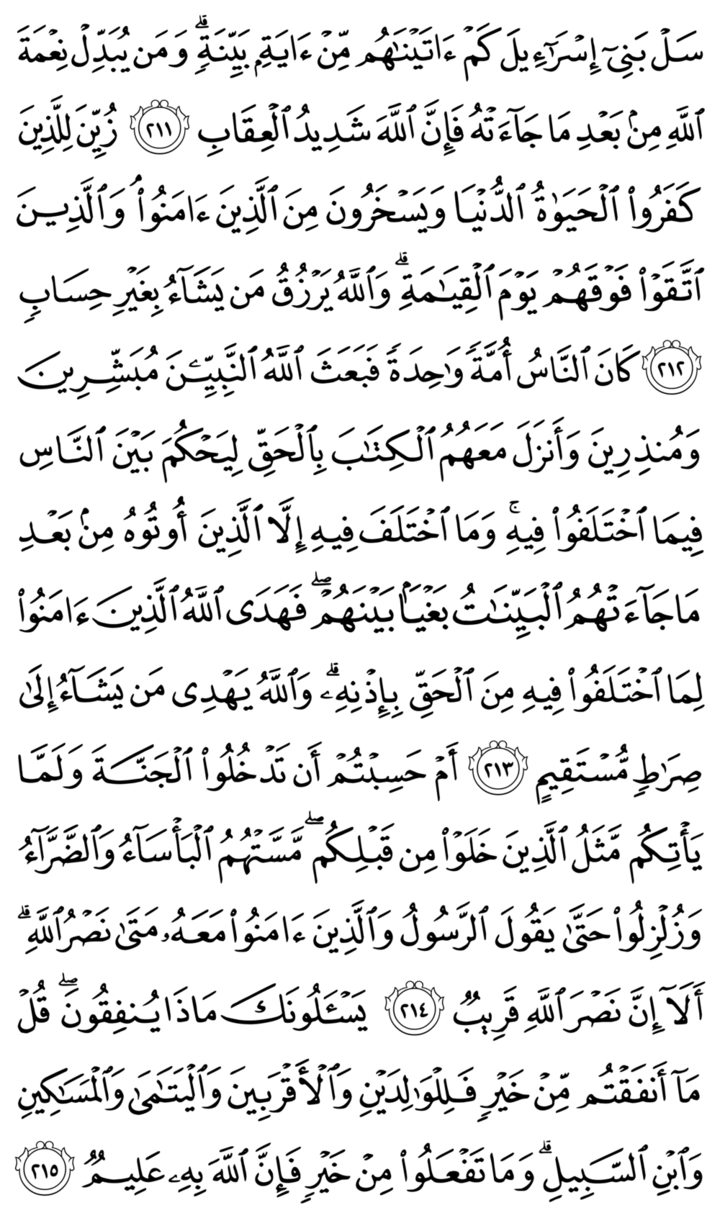 سَلۡ بَنِيٓ إِسۡرَٰٓءِيلَ كَمۡ ءَاتَيۡنَٰهُم مِّنۡ ءَايَةِۭ بَيِّنَةٖۗ وَمَن يُبَدِّلۡ نِعۡمَةَ
ٱللَّهِ مِنۢ بَعۡدِ مَا جَآءَتۡهُ فَإِنَّ ٱللَّهَ شَدِيدُ ٱلۡعِقَابِ ٢١١ زُيِّنَ لِلَّذِينَ
كَفَرُواْ ٱلۡحَيَوٰةُ ٱلدُّنۡيَا وَيَسۡخَرُونَ مِنَ ٱلَّذِينَ ءَامَنُواْۘ وَٱلَّذِينَ
ٱتَّقَوۡاْ فَوۡقَهُمۡ يَوۡمَ ٱلۡقِيَٰمَةِۗ وَٱللَّهُ يَرۡزُقُ مَن يَشَآءُ بِغَيۡرِ حِسَابٖ
٢١٢ كَانَ ٱلنَّاسُ أُمَّةٗ وَٰحِدَةٗ فَبَعَثَ ٱللَّهُ ٱلنَّبِيِّـۧنَ مُبَشِّرِينَ
وَمُنذِرِينَ وَأَنزَلَ مَعَهُمُ ٱلۡكِتَٰبَ بِٱلۡحَقِّ لِيَحۡكُمَ بَيۡنَ ٱلنَّاسِ
فِيمَا ٱخۡتَلَفُواْ فِيهِۚ وَمَا ٱخۡتَلَفَ فِيهِ إِلَّا ٱلَّذِينَ أُوتُوهُ مِنۢ بَعۡدِ
مَا جَآءَتۡهُمُ ٱلۡبَيِّنَٰتُ بَغۡيَۢا بَيۡنَهُمۡۖ فَهَدَى ٱللَّهُ ٱلَّذِينَ ءَامَنُواْ
لِمَا ٱخۡتَلَفُواْ فِيهِ مِنَ ٱلۡحَقِّ بِإِذۡنِهِۦۗ وَٱللَّهُ يَهۡدِي مَن يَشَآءُ إِلَىٰ
صِرَٰطٖ مُّسۡتَقِيمٍ ٢١٣ أَمۡ حَسِبۡتُمۡ أَن تَدۡخُلُواْ ٱلۡجَنَّةَ وَلَمَّا
يَأۡتِكُم مَّثَلُ ٱلَّذِينَ خَلَوۡاْ مِن قَبۡلِكُمۖ مَّسَّتۡهُمُ ٱلۡبَأۡسَآءُ وَٱلضَّرَّآءُ
وَزُلۡزِلُواْ حَتَّىٰ يَقُولَ ٱلرَّسُولُ وَٱلَّذِينَ ءَامَنُواْ مَعَهُۥ مَتَىٰ نَصۡرُ ٱللَّهِۗ
أَلَآ إِنَّ نَصۡرَ ٱللَّهِ قَرِيبٞ ٢١٤ يَسۡـَٔلُونَكَ مَاذَا يُنفِقُونَۖ قُلۡ
مَآ أَنفَقۡتُم مِّنۡ خَيۡرٖ فَلِلۡوَٰلِدَيۡنِ وَٱلۡأَقۡرَبِينَ وَٱلۡيَتَٰمَىٰ وَٱلۡمَسَٰكِينِ
وَٱبۡنِ ٱلسَّبِيلِۗ وَمَا تَفۡعَلُواْ مِنۡ خَيۡرٖ فَإِنَّ ٱللَّهَ بِهِۦ عَلِيمٞ ٢١٥